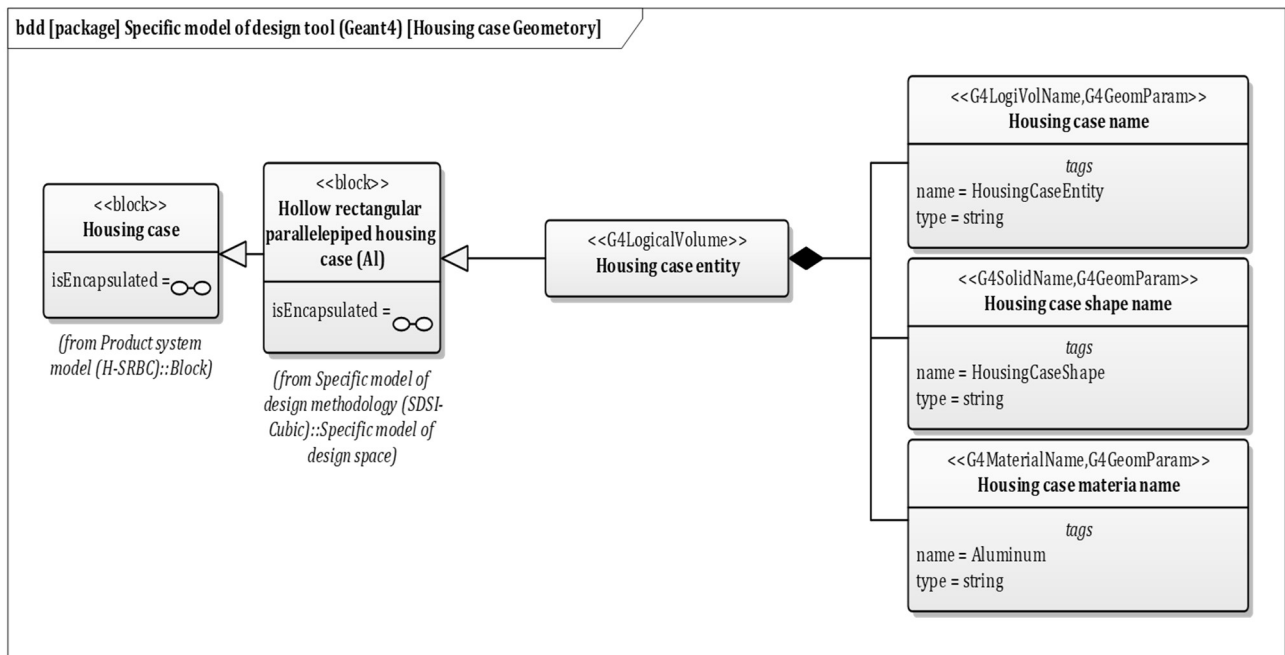 bdd [package] Specific model of design tool (Geant4) [Housing case Geometory]
<<block>>
Housing case
isEncapsulated =
(from Product system
model (H-SRBC)::Block)
<<block>>
Hollow rectangular
parallelepiped housing
case (Al)
isEncapsulated =
(from Specific model of
design methodology (SDSI-
Cubic)::Specific model of
design space)
<<G4LogicalVolume>>
Housing case entity
<<G4LogiVolName,G4GeomParam>>
Housing case name
tags
name = HousingCaseEntity
type = string
<<G4SolidName,G4GeomParam>>
Housing case shape name
tags
name = HousingCaseShape
type = string
<<G4MaterialName,G4GeomParam>>
Housing case materia name
tags
name = Aluminum
type = string